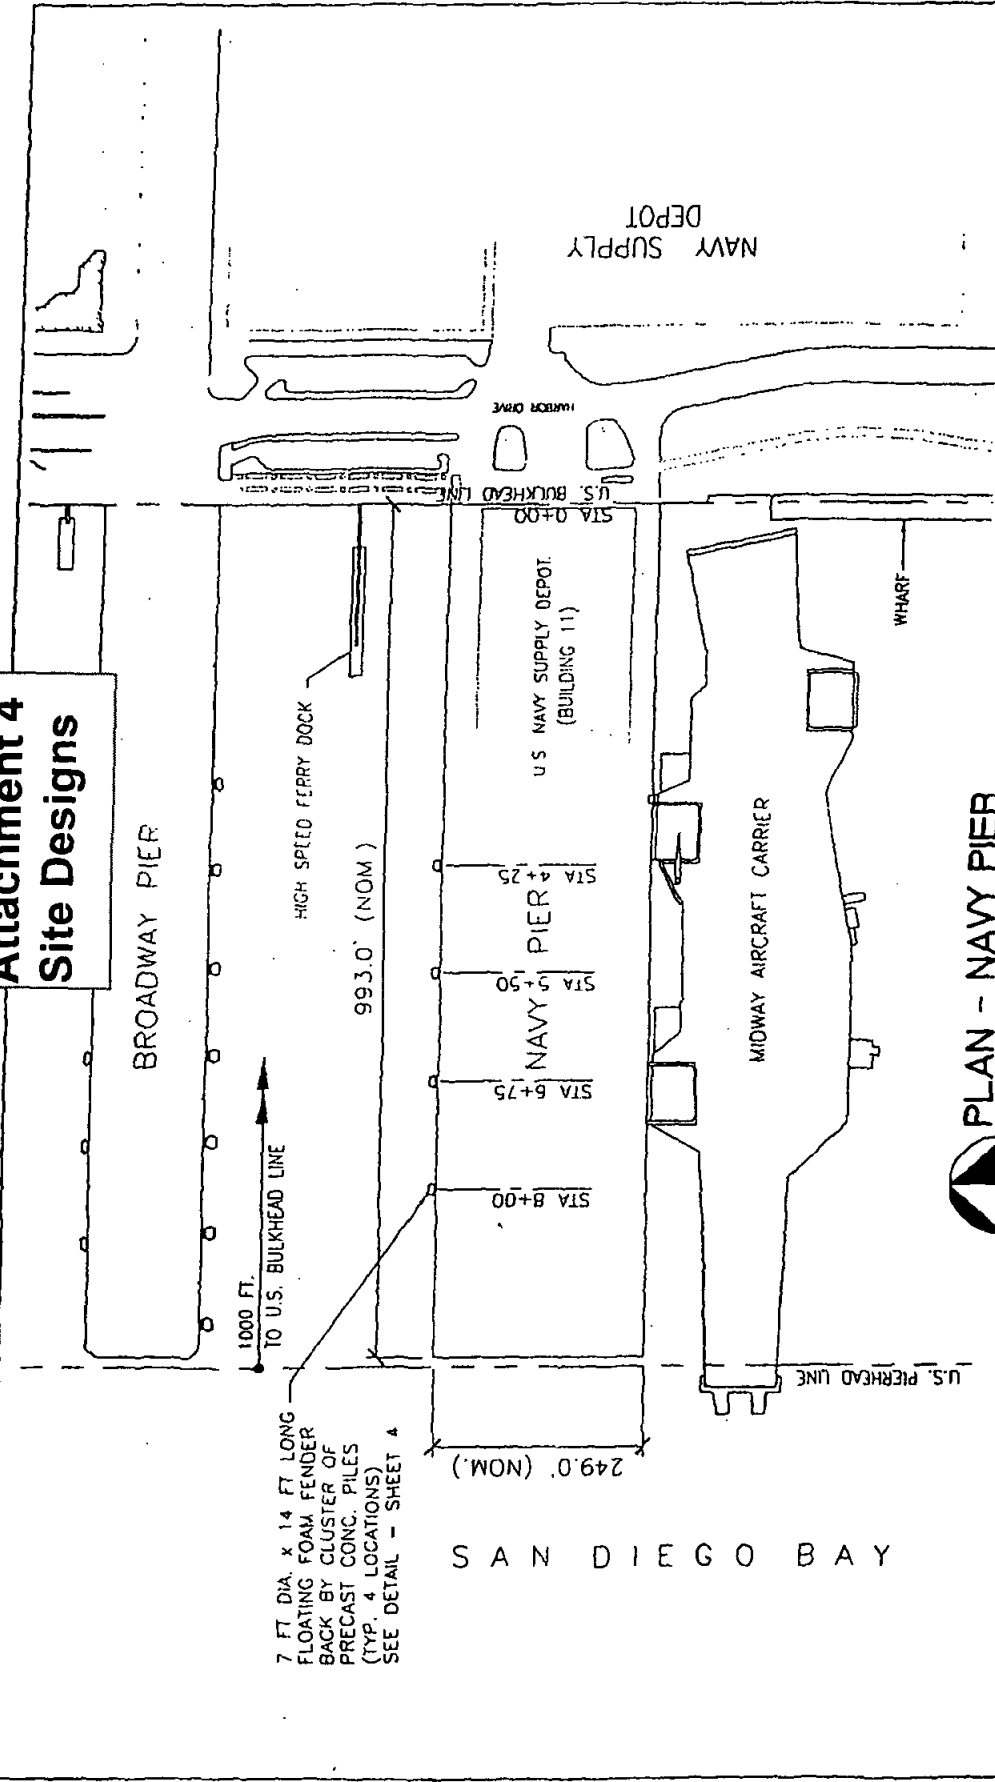 Attachment 4
Site Designs
BROADWAY PIER
HIGH SPEED FERRY DOCK
993.0' (NOM)
1000 FT.
TO U.S. BULKHEAD LINE
7 FT DIA. x 14 FT LONG
FLOATING FOAM FENDER
BACK BY CLUSTER OF
PRECAST CONC. PILES
(TYP. 4 LOCATIONS)
SEE DETAIL - SHEET 4
NAVY SUPPLY
DEPOT
HARBOR DRIVE
U.S. BULKHEAD LINE
STA 0+00
U S NAVY SUPPLY DEPOT.
(BUILDING 11)
STA 4+25
STA 5+50
NAVY PIER
STA 6+75
STA 8+00
WHARF
MIDWAY AIRCRAFT CARRIER
U.S. PIERHEAD LINE
249.0' (NOM.)
SAN DIEGO BAY
PLAN - NAVY PIER